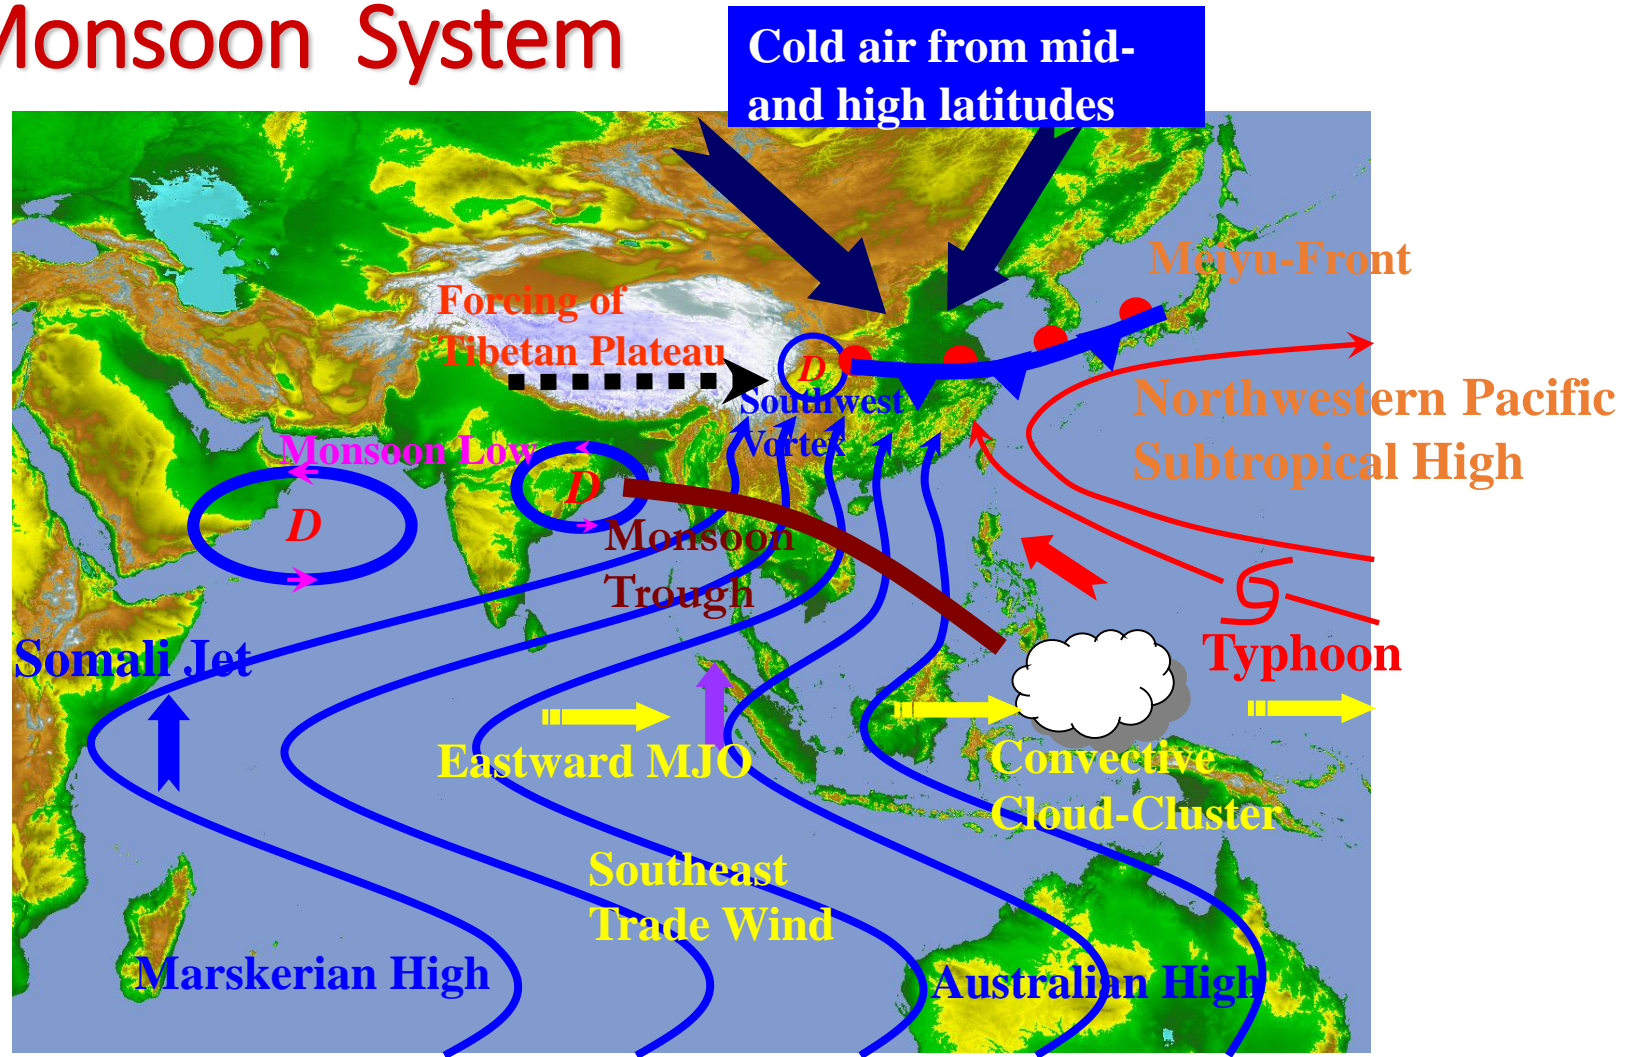 Monsoon System
Cold air from mid-
and high latitudes
Meiyu-Front
Forcing of
Tibetan Plateau
D
Southwest
Vortex
Northwestern Pacific
Subtropical High
Monsoon Low
D
D
Monsoon
Trough
Typhoon
Somali Jet
Eastward MJO
Convective
Cloud-Cluster
Southeast
Trade Wind
Marskerian High
Australian High